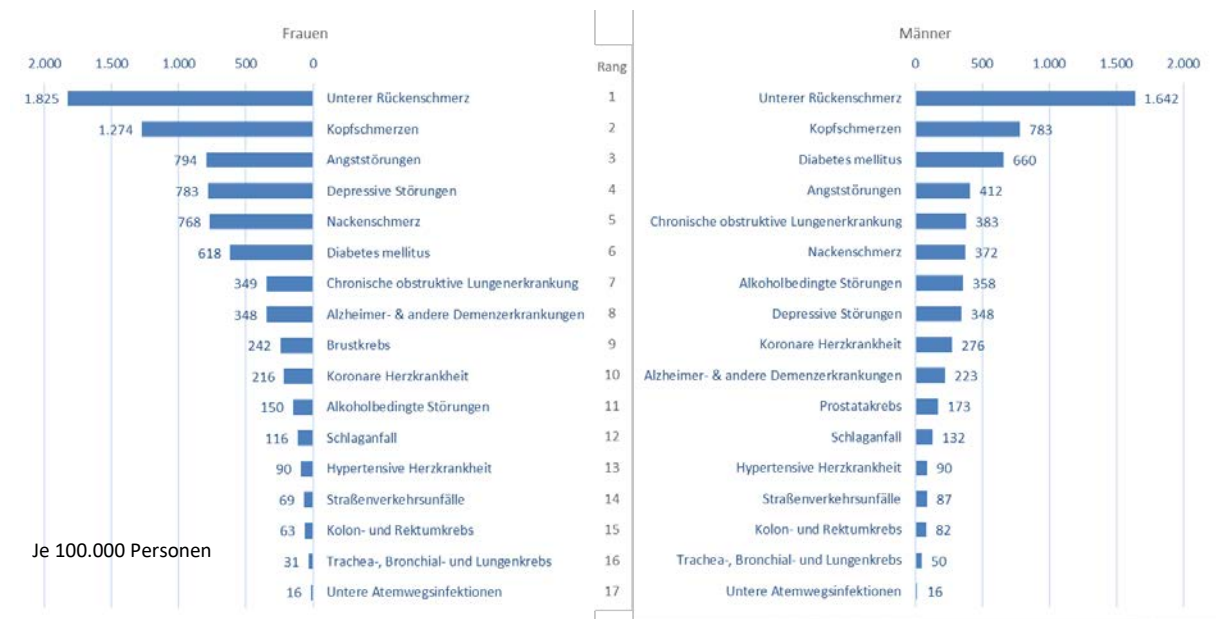 Frauen Männer
2.000 1.500 1.000 500 0 Rang 0 500 1.000 1.500 2.000
1.825 Unterer Rückenschmerz 1 Unterer Rückenschmerz 1.642
1.274 Kopfschmerzen 2 Kopfschmerzen 783
794 Angststörungen 3 Diabetes mellitus 660
783 Depressive Störungen 4 Angststörungen 412
768 Nackenschmerz 5 Chronische obstruktive Lungenerkrankung 383
618 Diabetes mellitus 6 Nackenschmerz 372
349 Chronische obstruktive Lungenerkrankung 7 Alkoholbedingte Störungen 358
348 Alzheimer- & andere Demenzerkrankungen 8 Depressive Störungen 348
242 Brustkrebs 9 Koronare Herzkrankheit 276
216 Koronare Herzkrankheit 10 Alzheimer- & andere Demenzerkrankungen 223
150 Alkoholbedingte Störungen 11 Prostatakrebs 173
116 Schlaganfall 12 Schlaganfall 132
90 Hypertensive Herzkrankheit 13 Hypertensive Herzkrankheit 90
69 Straßenverkehrsunfälle 14 Straßenverkehrsunfälle 87
63 Kolon- und Rektumkrebs 15 Kolon- und Rektumkrebs 82
Je 100.000 Personen
31 Trachea-, Bronchial- und Lungenkrebs 16 Trachea-, Bronchial- und Lungenkrebs 50
16 Untere Atemwegsinfektionen 17 Untere Atemwegsinfektionen 16